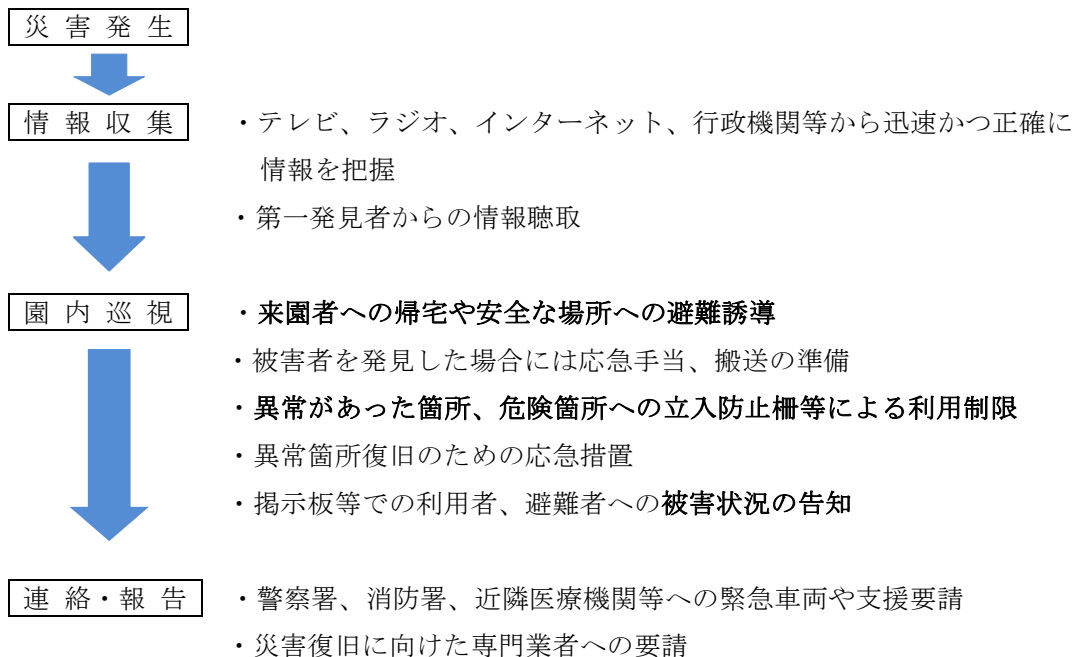 災 害 発 生
情 報 収 集
・テレビ、ラジオ、インターネット、行政機関等から迅速かつ正確に
情報を把握
・第一発見者からの情報聴取
園 内 巡 視
・来園者への帰宅や安全な場所への避難誘導
・被害者を発見した場合には応急手当、搬送の準備
・異常があった箇所、危険箇所への立入防止柵等による利用制限
・異常箇所復旧のための応急措置
・掲示板等での利用者、避難者への被害状況の告知
連 絡・報 告
・警察署、消防署、近隣医療機関等への緊急車両や支援要請
・災害復旧に向けた専門業者への要請